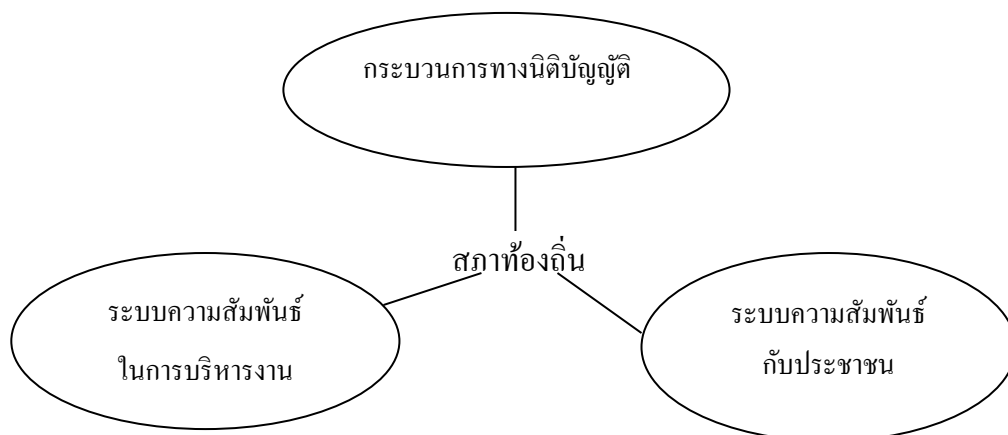 กระบวนการทางนิติบัญญัติ
สภาท้องถิ่น
ระบบความสัมพันธ์
ในการบริหารงาน
ระบบความสัมพันธ์
กับประชาชน